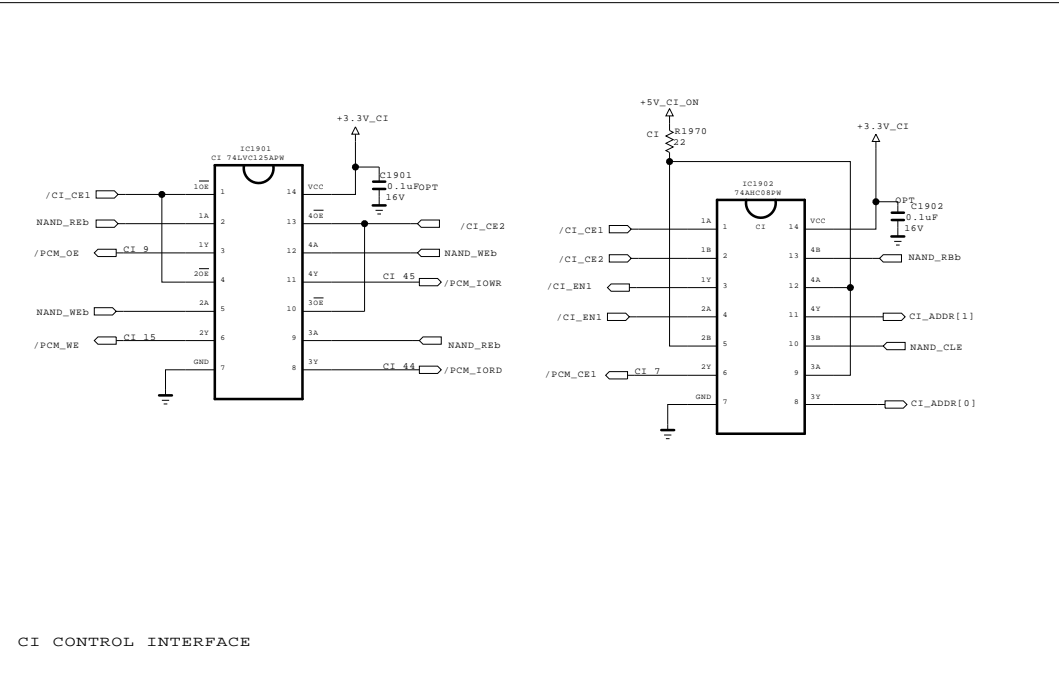 +3.3V_CI
IC1901
CI 74LVC125APW
C1901
0.1uF
OPT
16V
/CI_CE1
1OE
1
14
VCC
NAND_REb
1A
2
13
4OE
/CI_CE2
/PCM_OE
CI 9
1Y
3
12
4A
NAND_WEb
2OE
4
11
4Y
CI 45
/PCM_IOWR
NAND_WEb
2A
5
10
3OE
/PCM_WE
CI 15
2Y
6
9
3A
NAND_REb
GND
7
8
3Y
CI 44
/PCM_IORD
+5V_CI_ON
CI
R1970
22
+3.3V_CI
IC1902
74AHC08PW
CI
OPT
C1902
0.1uF
16V
/CI_CE1
1A
1
14
VCC
/CI_CE2
1B
2
13
4B
NAND_RBb
/CI_EN1
1Y
3
12
4A
/CI_EN1
2A
4
11
4Y
CI_ADDR[1]
2B
5
10
3B
NAND_CLE
/PCM_CE1
CI 7
2Y
6
9
3A
GND
7
8
3Y
CI_ADDR[0]
CI CONTROL INTERFACE